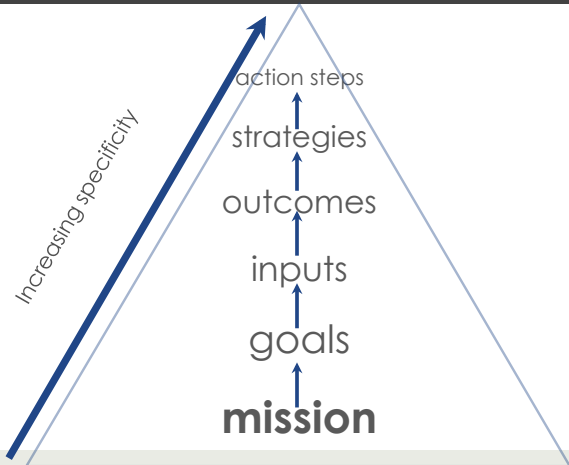 action steps
strategies
outcomes
inputs
goals
mission
Increasing specificity